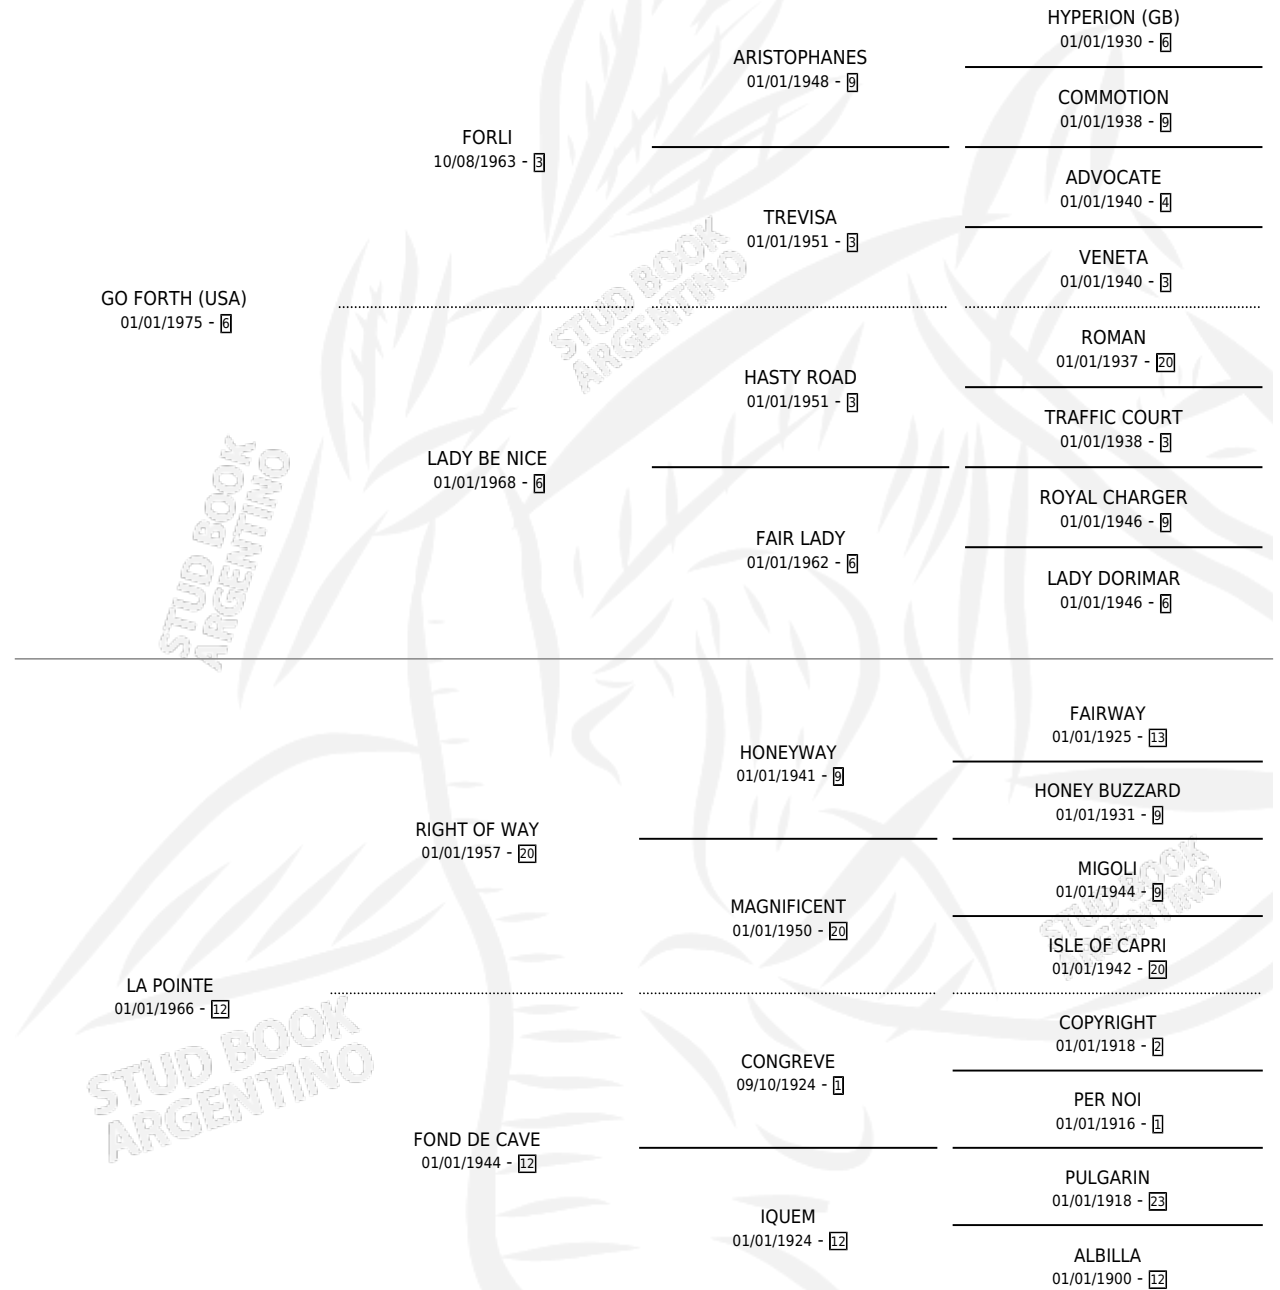 HYPERION (GB)
01/01/1930 - 6
ARISTOPHANES
01/01/1948 - 9
COMMOTION
01/01/1938 - 9
FORLI
10/08/1963 - 3
ADVOCATE
01/01/1940 - 4
TREVISA
01/01/1951 - 3
VENETA
01/01/1940 - 3
GO FORTH (USA)
01/01/1975 - 6
ROMAN
01/01/1937 - 20
HASTY ROAD
01/01/1951 - 3
TRAFFIC COURT
01/01/1938 - 3
LADY BE NICE
01/01/1968 - 6
ROYAL CHARGER
01/01/1946 - 9
FAIR LADY
01/01/1962 - 6
LADY DORIMAR
01/01/1946 - 6
FAIRWAY
01/01/1925 - 13
HONEYWAY
01/01/1941 - 9
HONEY BUZZARD
01/01/1931 - 9
RIGHT OF WAY
01/01/1957 - 20
MIGOLI
01/01/1944 - 9
MAGNIFICENT
01/01/1950 - 20
ISLE OF CAPRI
01/01/1942 - 20
LA POINTE
01/01/1966 - 12
COPYRIGHT
01/01/1918 - 2
CONGREVE
09/10/1924 - 1
PER NOI
01/01/1916 - 1
FOND DE CAVE
01/01/1944 - 12
PULGARIN
01/01/1918 - 23
IQUEM
01/01/1924 - 12
ALBILLA
01/01/1900 - 12
STUD BOOK
ARGENTINO
STUD BOOK
ARGENTINO
STUD BOOK
ARGENTINO
STUD BOOK
ARGENTINO